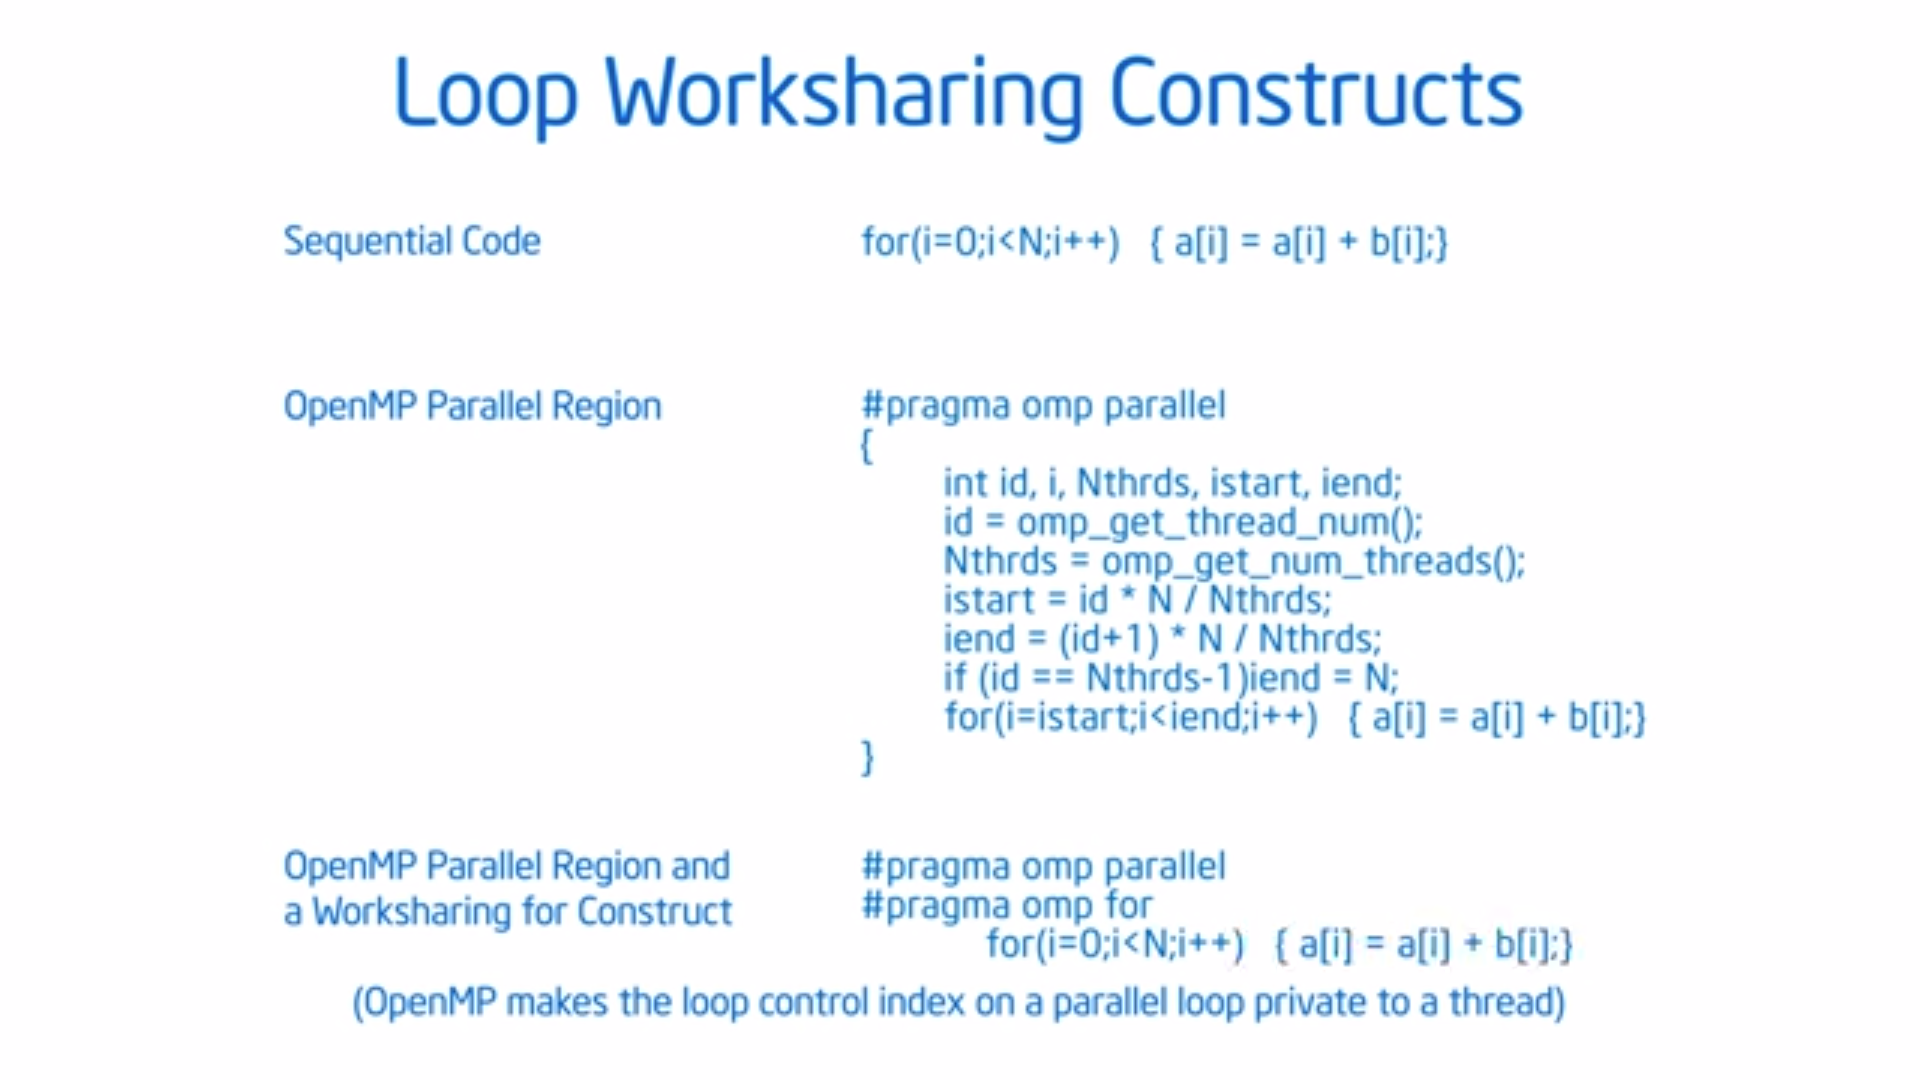 Loop Worksharing Constructs
Sequential Code
for(i=0;i<N;i++) { a[i] = a[i] + b[i];}
OpenMP Parallel Region
#pragma omp parallel
{
int id, i, Nthrds, istart, iend;
id = omp_get_thread_num();
Nthrds = omp_get_num_threads();
istart = id * N / Nthrds;
iend = (id+1) * N / Nthrds;
if (id == Nthrds-1)iend = N;
for(i=istart;i<iend;i++) { a[i] = a[i] + b[i];}
}
OpenMP Parallel Region and
a Worksharing for Construct
#pragma omp parallel
#pragma omp for
for(i=0;i<N;i++) { a[i] = a[i] + b[i];}
(OpenMP makes the loop control index on a parallel loop private to a thread)